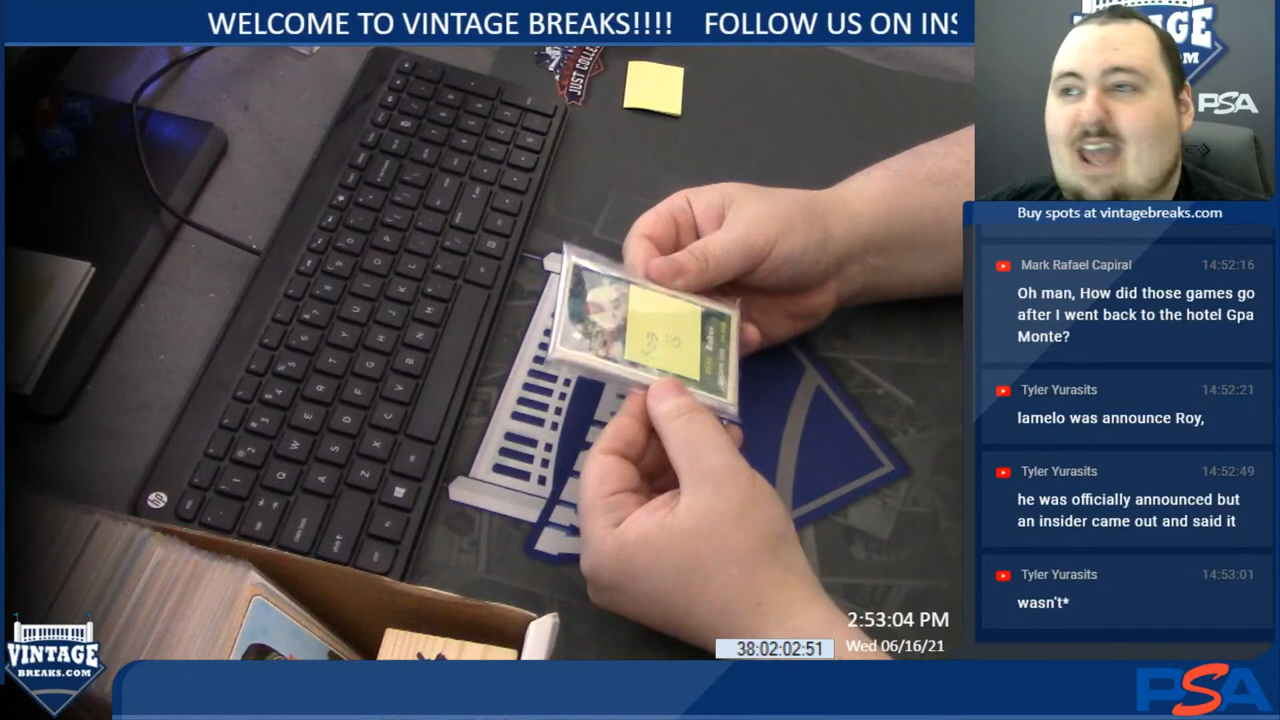 WELCOME TO VINTAGE BREAKS!!!! FOLLOW US ON INS
JUST COLLE
VINTAGE
.COM
PSA
Buy spots at vintagebreaks.com
Mark Rafael Capiral 14:52:16
Oh man, How did those games go
after I went back to the hotel Gpa
Monte?
Tyler Yurasits 14:52:21
lamelo was announce Roy,
Tyler Yurasits 14:52:49
he was officially announced but
an insider came out and said it
Tyler Yurasits 14:53:01
wasn't*
hp
2:53:04 PM
38:02:02:51 Wed 06/16/21
VINTAGE
BREAKS.COM
PSA